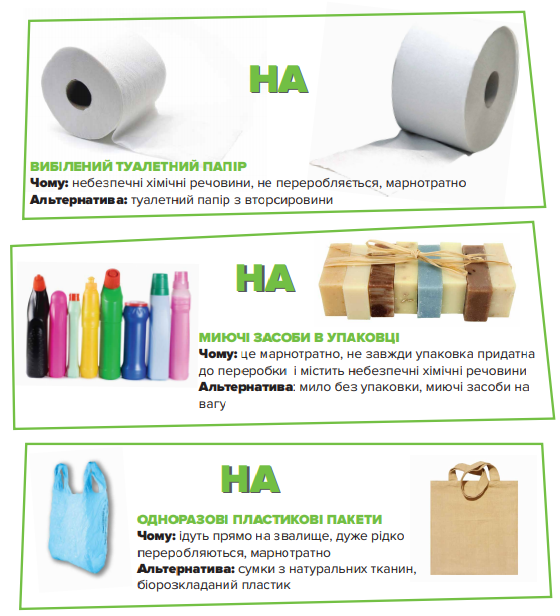 НА
ВИБІЛЕНИЙ ТУАЛЕТНИЙ ПАПІР
Чому: небезпечні хімічні речовини, не переробляється, марнотратно
Альтернатива: туалетний папір з вторсировини
НА
МИЮЧІ ЗАСОБИ В УПАКОВЦІ
Чому: це марнотратно, не завжди упаковка придатна
до переробки і містить небезпечні хімічні речовини
Альтернатива: мило без упаковки, миючі засоби на
вагу
НА
ОДНОРАЗОВІ ПЛАСТИКОВІ ПАКЕТИ
Чому: ідуть прямо на звалище, дуже рідко
переробляються, марнотратно
Альтернатива: сумки з натуральних тканин,
біорозкладаний пластик